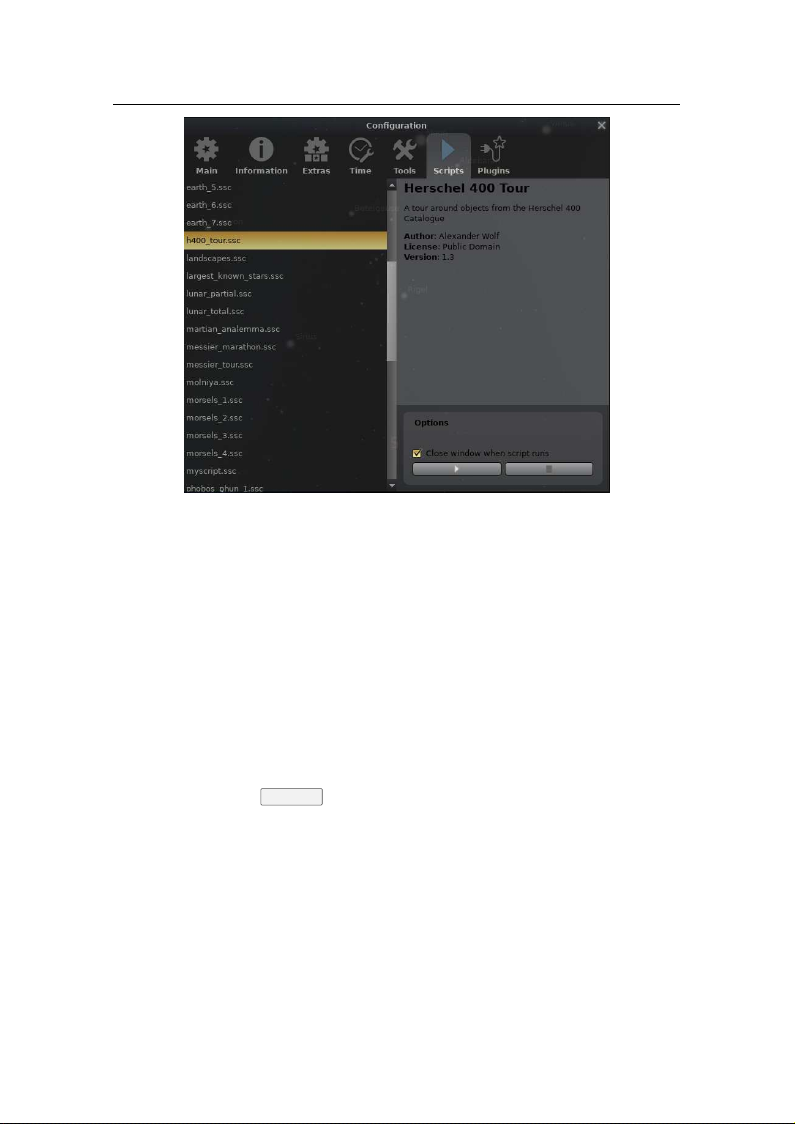 Configuration
Main Information Extras Time Tools Scripts Plugins
earth_5.ssc
earth_6.ssc
earth_7.ssc
h400_tour.ssc
landscapes.ssc
largest_known_stars.ssc
lunar_partial.ssc
lunar_total.ssc
martian_analemma.ssc
messier_marathon.ssc
messier_tour.ssc
molniya.ssc
morsels_1.ssc
morsels_2.ssc
morsels_3.ssc
morsels_4.ssc
myscript.ssc
phobos_phun_1.ssc
Herschel 400 Tour
A tour around objects from the Herschel 400
Catalogue
Author: Alexander Wolf
License: Public Domain
Version: 1.3
Options
Close window when script runs